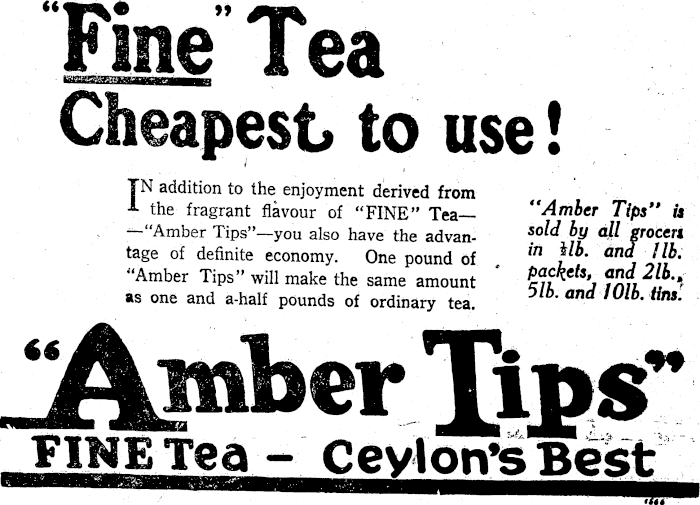 "Fine" Tea
Cheapest to use!
IN addition to the enjoyment derived from
the fragrant flavour of "FINE" Tea—
—"Amber Tips"—you also have the advan-
tage of definite economy. One pound of
"Amber Tips" will make the same amount
as one and a-half pounds of ordinary tea.
"Amber Tips" is
sold by all grocers
in ½lb. and 1lb.
packets, and 2lb.,
5lb. and 10lb. tins.
"Amber Tips"
FINE Tea – Ceylon's Best